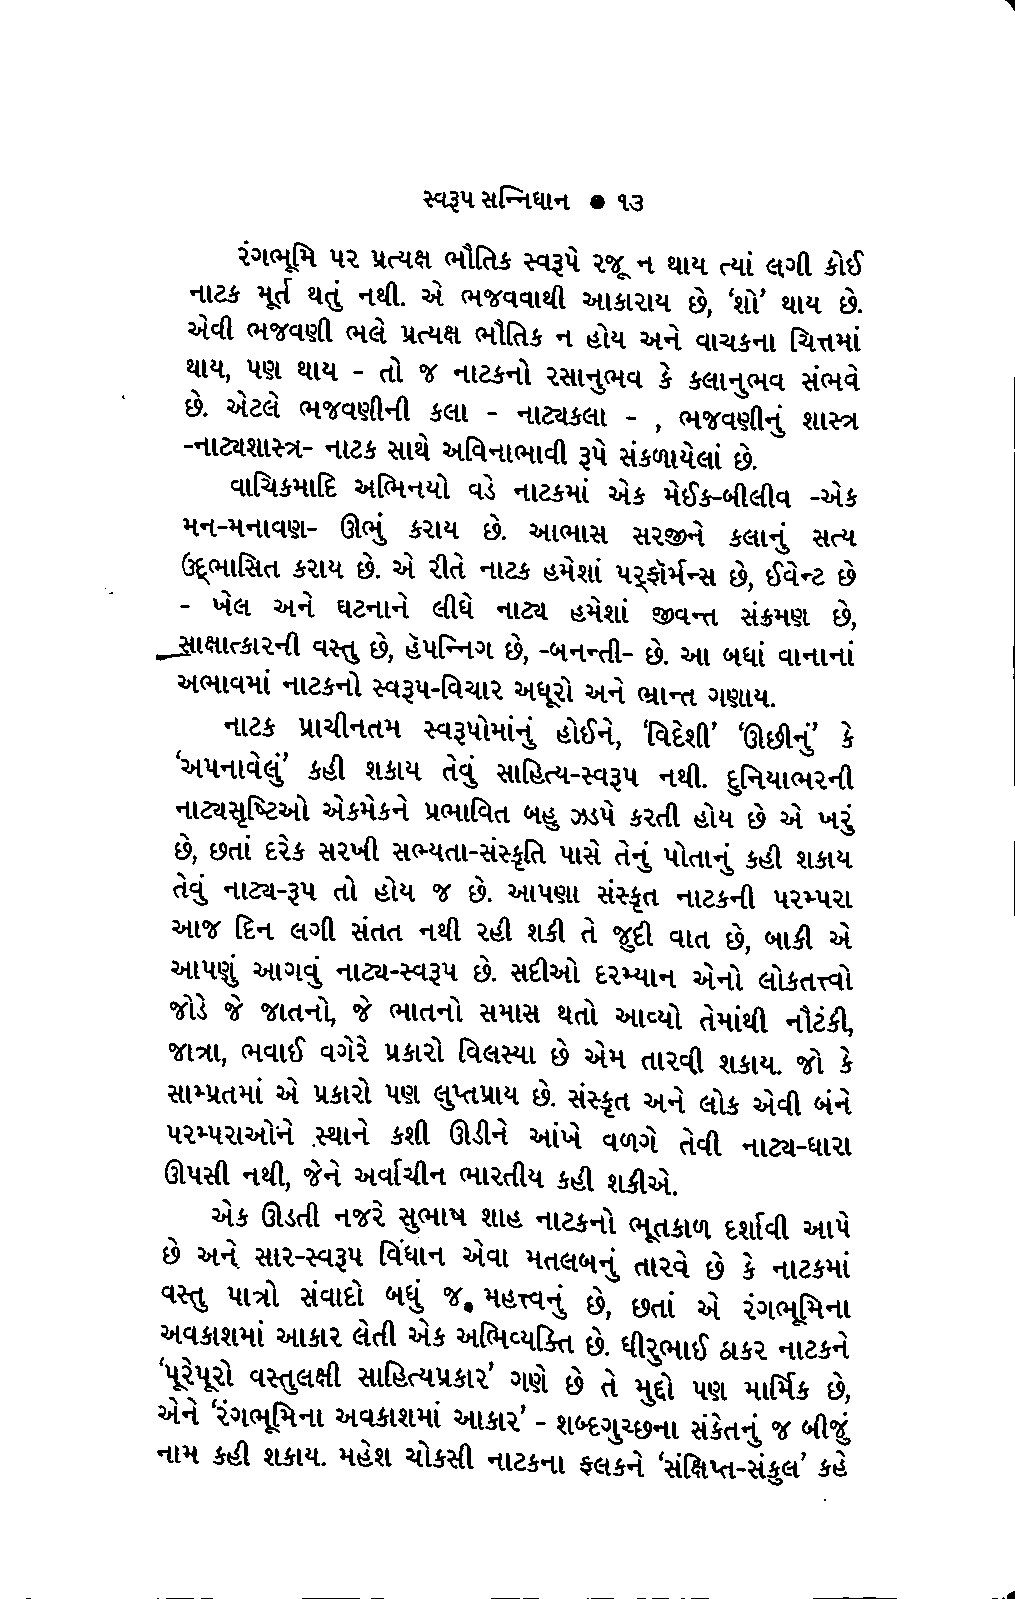 સ્વરૂપ સન્નિધાન ● ૧૩
રંગભૂમિ પર પ્રત્યક્ષ ભૌતિક સ્વરૂપે રજૂ ન થાય ત્યાં લગી કોઈ
નાટક મૂર્ત થતું નથી. એ ભજવવાથી આકારાય છે, ‘શો’ થાય છે.
એવી ભજવણી ભલે પ્રત્યક્ષ ભૌતિક ન હોય અને વાચકના ચિત્તમાં
થાય, પણ થાય - તો જ નાટકનો રસાનુભવ કે કલાનુભવ સંભવે
છે. એટલે ભજવણીની કલા - નાટ્યકલા - , ભજવણીનું શાસ્ત્ર
-નાટ્યશાસ્ત્ર- નાટક સાથે અવિનાભાવી રૂપે સંકળાયેલાં છે.
વાચિકમાદિ અભિનયો વડે નાટકમાં એક મેઈક-બીલીવ -એક
મન-મનાવણ- ઊભું કરાય છે. આભાસ સરજીને કલાનું સત્ય
ઉદ્ભાસિત કરાય છે. એ રીતે નાટક હમેશાં પર્ફૉર્મન્સ છે, ઈવેન્ટ છે
- ખેલ અને ઘટનાને લીધે નાટ્ય હમેશાં જીવન્ત સંક્રમણ છે,
સાક્ષાત્કારની વસ્તુ છે, હૅપનિંગ છે, -બનન્તી- છે. આ બધાં વાનાનાં
અભાવમાં નાટકનો સ્વરૂપ-વિચાર અધૂરો અને ભ્રાન્ત ગણાય.
નાટક પ્રાચીનતમ સ્વરૂપોમાંનું હોઈને, ‘વિદેશી’ ‘ઊછીનું’ કે
‘અપનાવેલું’ કહી શકાય તેવું સાહિત્ય-સ્વરૂપ નથી. દુનિયાભરની
નાટ્યસૃષ્ટિઓ એકમેકને પ્રભાવિત બહુ ઝડપે કરતી હોય છે એ ખરું
છે, છતાં દરેક સરખી સભ્યતા-સંસ્કૃતિ પાસે તેનું પોતાનું કહી શકાય
તેવું નાટ્ય-રૂપ તો હોય જ છે. આપણા સંસ્કૃત નાટકની પરમ્પરા
આજ દિન લગી સંતત નથી રહી શકી તે જુદી વાત છે, બાકી એ
આપણું આગવું નાટ્ય-સ્વરૂપ છે. સદીઓ દરમ્યાન એનો લોકતત્ત્વો
જોડે જે જાતનો, જે ભાતનો સમાસ થતો આવ્યો તેમાંથી નૌટંકી,
જાત્રા, ભવાઈ વગેરે પ્રકારો વિલસ્યા છે એમ તારવી શકાય. જો કે
સામ્પ્રતમાં એ પ્રકારો પણ લુપ્તપ્રાય છે. સંસ્કૃત અને લોક એવી બંને
પરમ્પરાઓને સ્થાને કશી ઊડીને આંખે વળગે તેવી નાટ્ય-ધારા
ઊપસી નથી, જેને અર્વાચીન ભારતીય કહી શકીએ.
એક ઊડતી નજરે સુભાષ શાહ નાટકનો ભૂતકાળ દર્શાવી આપે
છે અને સાર-સ્વરૂપ વિધાન એવા મતલબનું તારવે છે કે નાટકમાં
વસ્તુ પાત્રો સંવાદો બધું જ મહત્ત્વનું છે, છતાં એ રંગભૂમિના
અવકાશમાં આકાર લેતી એક અભિવ્યક્તિ છે. ધીરુભાઈ ઠાકર નાટકને
‘પૂરેપૂરો વસ્તુલક્ષી સાહિત્યપ્રકાર’ ગણે છે તે મુદ્દો પણ માર્મિક છે,
એને ‘રંગભૂમિના અવકાશમાં આકાર’ - શબ્દગુચ્છના સંકેતનું જ બીજું
નામ કહી શકાય. મહેશ ચોકસી નાટકના ફલકને ‘સંક્ષિપ્ત-સંકુલ’ કહે